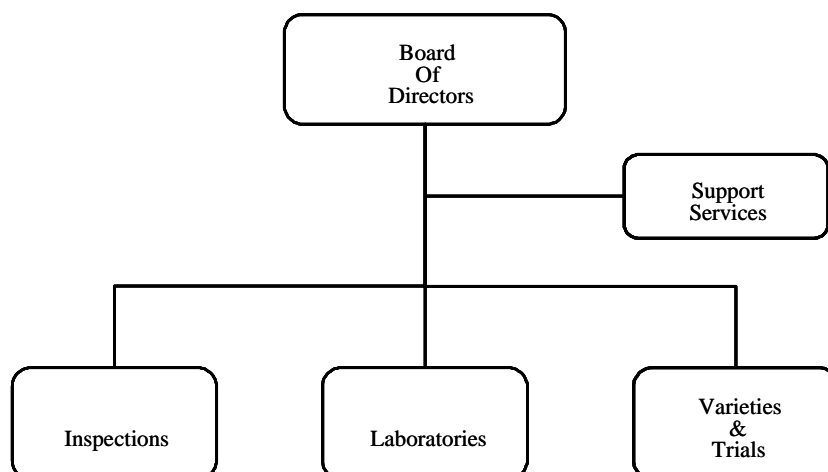 Board
Of
Directors
Support
Services
Inspections
Laboratories
Varieties
&
Trials